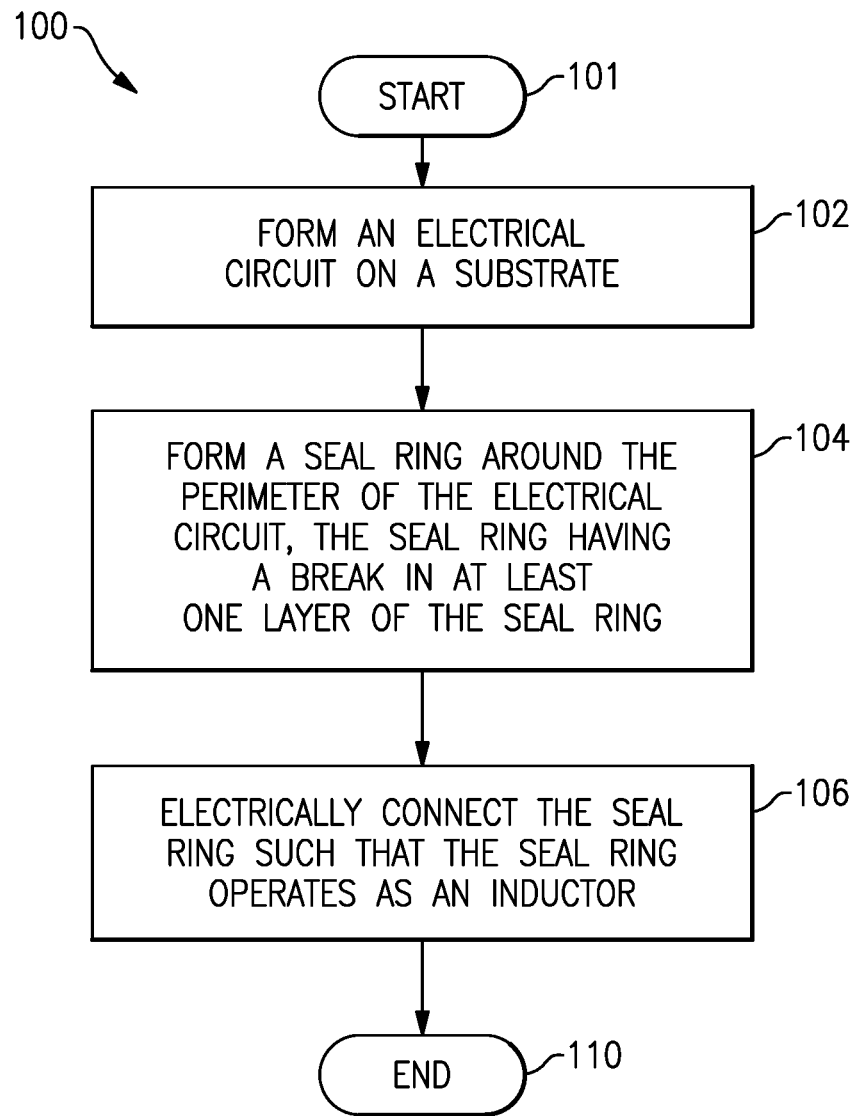 100
START
101
FORM AN ELECTRICAL
CIRCUIT ON A SUBSTRATE
102
FORM A SEAL RING AROUND THE
PERIMETER OF THE ELECTRICAL
CIRCUIT, THE SEAL RING HAVING
A BREAK IN AT LEAST
ONE LAYER OF THE SEAL RING
104
ELECTRICALLY CONNECT THE SEAL
RING SUCH THAT THE SEAL RING
OPERATES AS AN INDUCTOR
106
END
110